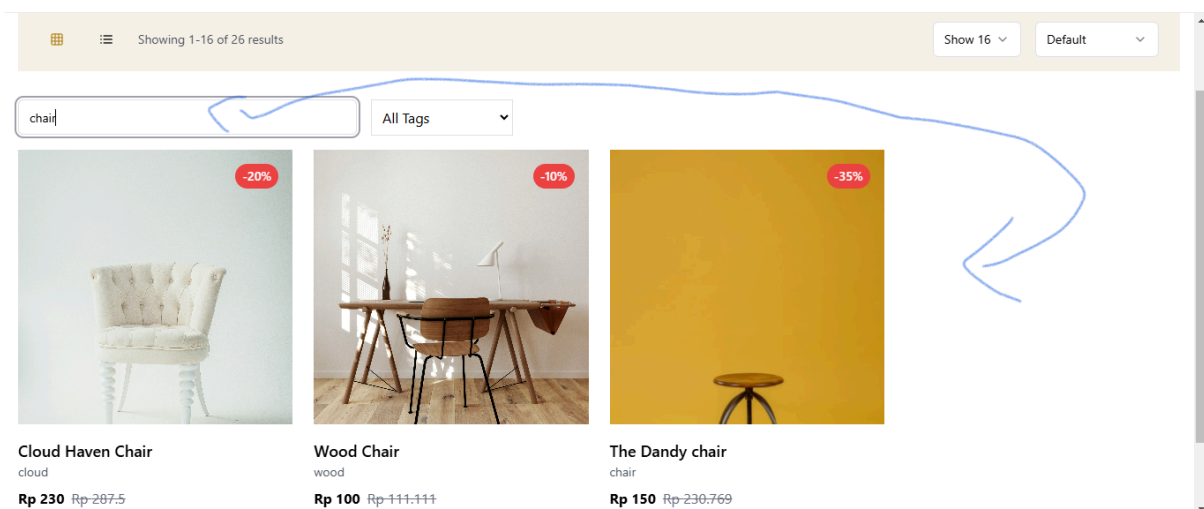 Showing 1-16 of 26 results
Show 16
Default
chair
All Tags
-20%
-10%
-35%
Cloud Haven Chair
cloud
Rp 230 Rp 287.5
Wood Chair
wood
Rp 100 Rp 111.111
The Dandy chair
chair
Rp 150 Rp 230.769